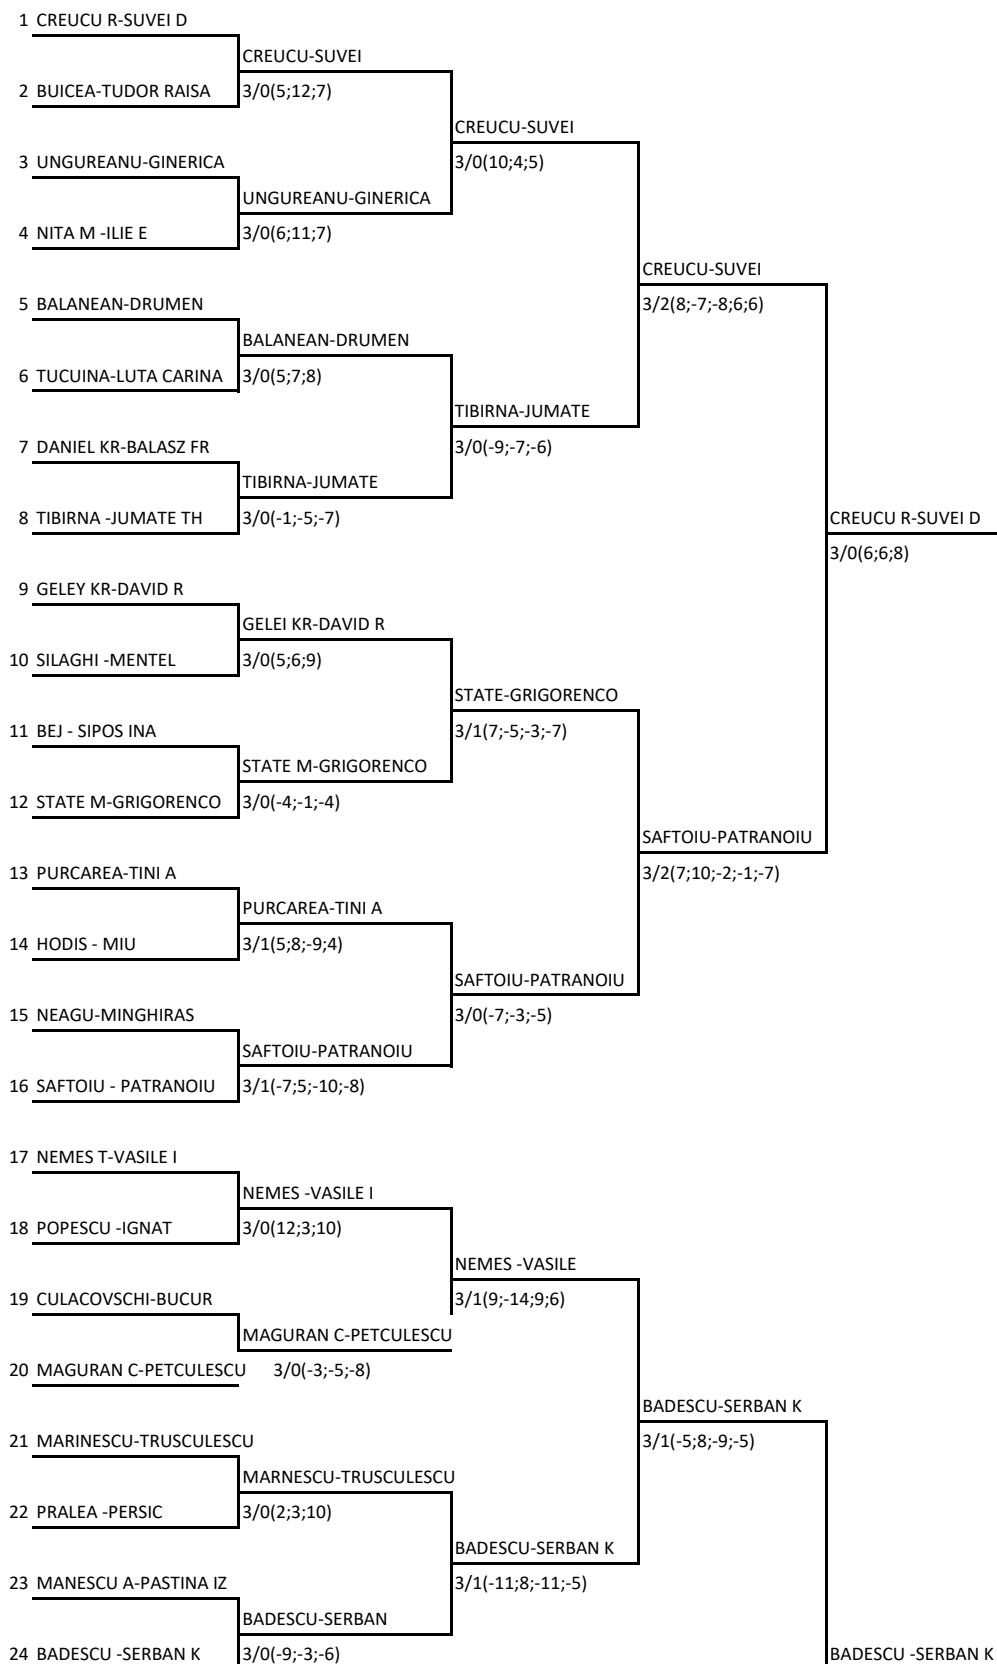 1 CREUCU R-SUVEI D
CREUCU-SUVEI
2 BUICEA-TUDOR RAISA 3/0(5;12;7)
CREUCU-SUVEI
3 UNGUREANU-GINERICA 3/0(10;4;5)
UNGUREANU-GINERICA
4 NITA M -ILIE E 3/0(6;11;7)
CREUCU-SUVEI
5 BALANEAN-DRUMEN 3/2(8;-7;-8;6;6)
BALANEAN-DRUMEN
6 TUCUINA-LUTA CARINA 3/0(5;7;8)
TIBIRNA-JUMATE
7 DANIEL KR-BALASZ FR 3/0(-9;-7;-6)
TIBIRNA-JUMATE
8 TIBIRNA -JUMATE TH 3/0(-1;-5;-7) CREUCU R-SUVEI D
3/0(6;6;8)
9 GELEY KR-DAVID R
GELEI KR-DAVID R
10 SILAGHI -MENTEL 3/0(5;6;9)
STATE-GRIGORENCO
11 BEJ - SIPOS INA 3/1(7;-5;-3;-7)
STATE M-GRIGORENCO
12 STATE M-GRIGORENCO 3/0(-4;-1;-4)
SAFTOIU-PATRANOIU
13 PURCAREA-TINI A 3/2(7;10;-2;-1;-7)
PURCAREA-TINI A
14 HODIS - MIU 3/1(5;8;-9;4)
SAFTOIU-PATRANOIU
15 NEAGU-MINGHIRAS 3/0(-7;-3;-5)
SAFTOIU-PATRANOIU
16 SAFTOIU - PATRANOIU 3/1(-7;5;-10;-8)
17 NEMES T-VASILE I
NEMES -VASILE I
18 POPESCU -IGNAT 3/0(12;3;10)
NEMES -VASILE
19 CULACOVSCHI-BUCUR 3/1(9;-14;9;6)
MAGURAN C-PETCULESCU
20 MAGURAN C-PETCULESCU 3/0(-3;-5;-8)
BADESCU-SERBAN K
21 MARINESCU-TRUSCULESCU 3/1(-5;8;-9;-5)
MARNESCU-TRUSCULESCU
22 PRALEA -PERSIC 3/0(2;3;10)
BADESCU-SERBAN K
23 MANESCU A-PASTINA IZ 3/1(-11;8;-11;-5)
BADESCU-SERBAN
24 BADESCU -SERBAN K 3/0(-9;-3;-6) BADESCU -SERBAN K